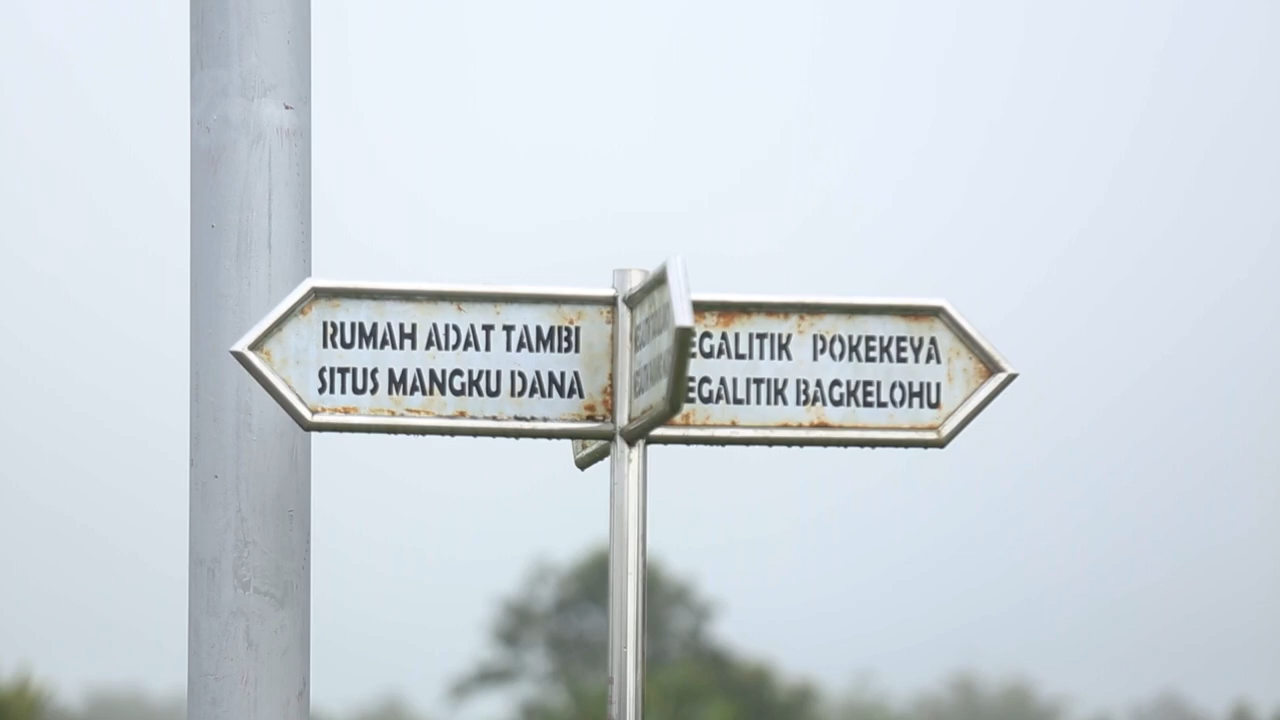 RUMAH ADAT TAMBI
SITUS MANGKU DANA
EGALITIK POKEKEYA
EGALITIK BAGKELOHU